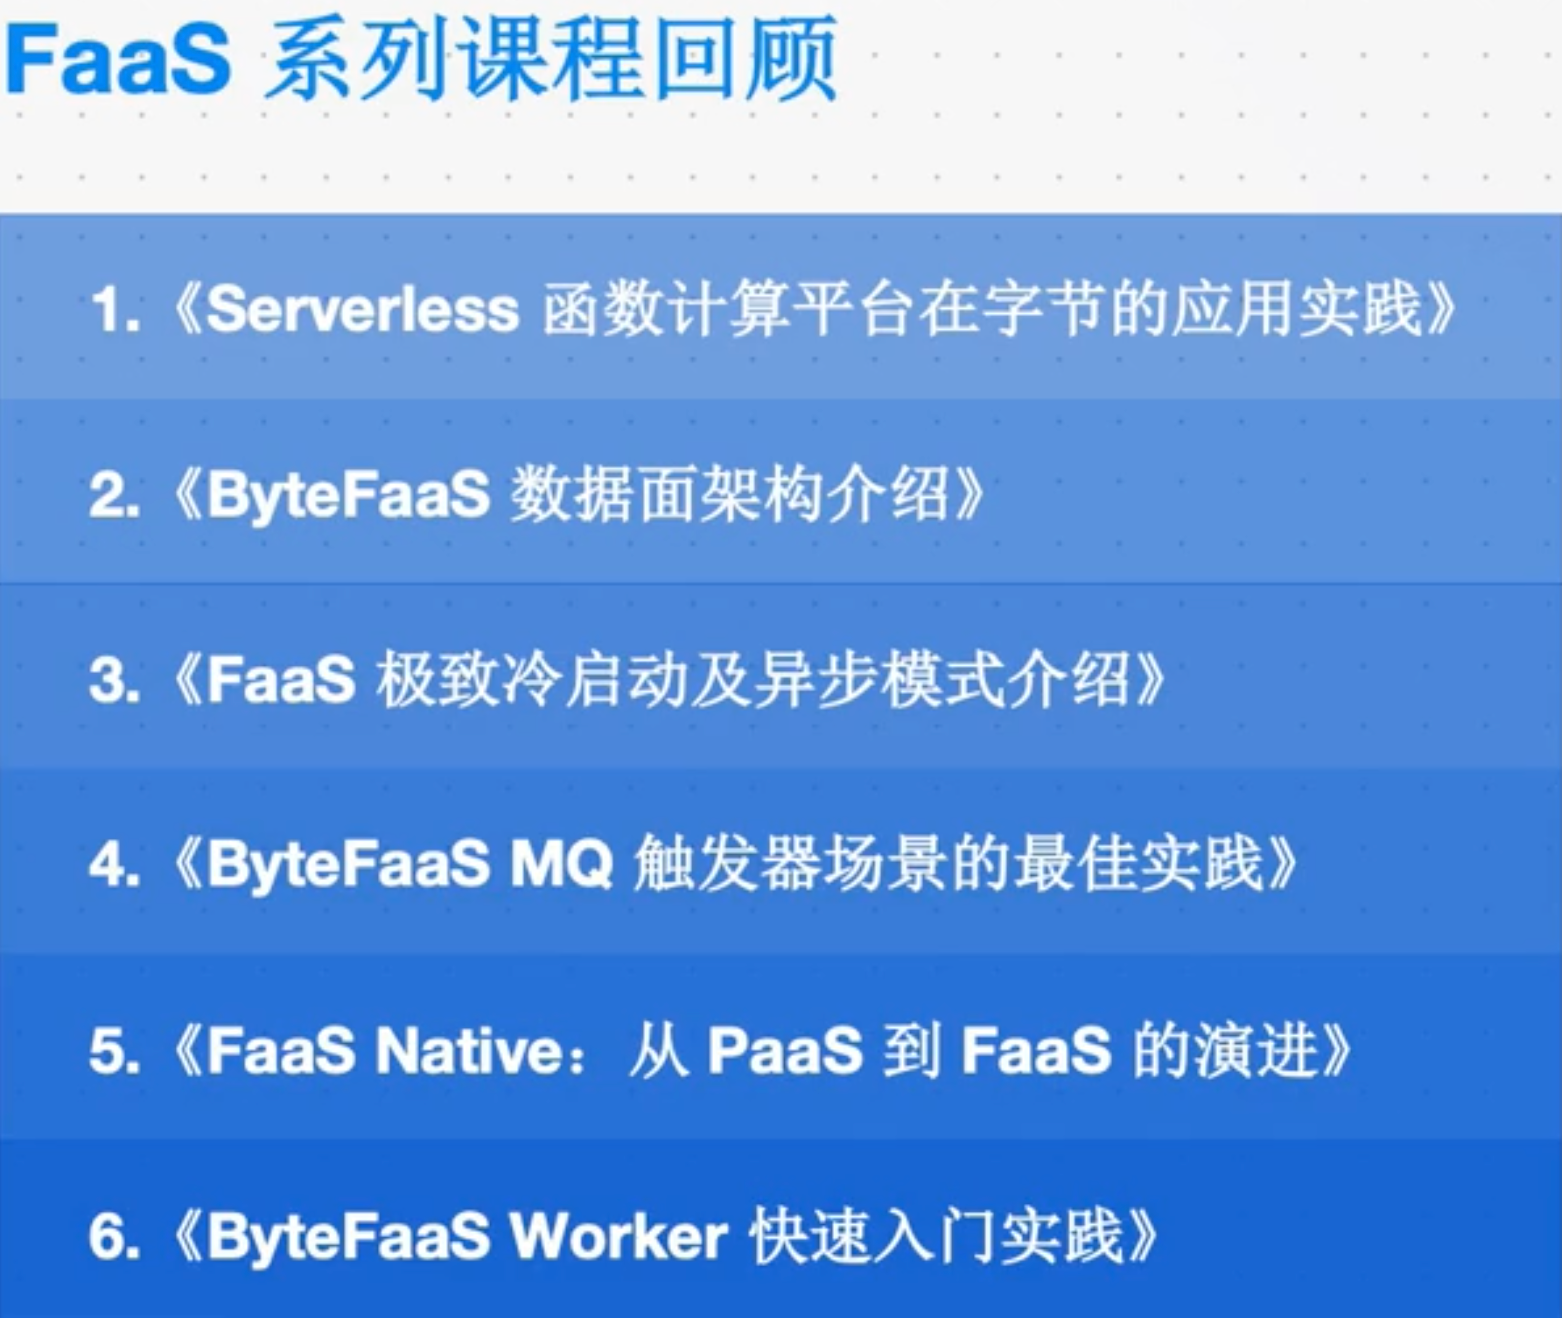 FaaS 系列课程回顾
1.《Serverless 函数计算平台在字节的应用实践》
2.《ByteFaaS 数据面架构介绍》
3.《FaaS 极致冷启动及异步模式介绍》
4.《ByteFaaS MQ 触发器场景的最佳实践》
5.《FaaS Native：从 PaaS 到 FaaS 的演进》
6.《ByteFaaS Worker 快速入门实践》